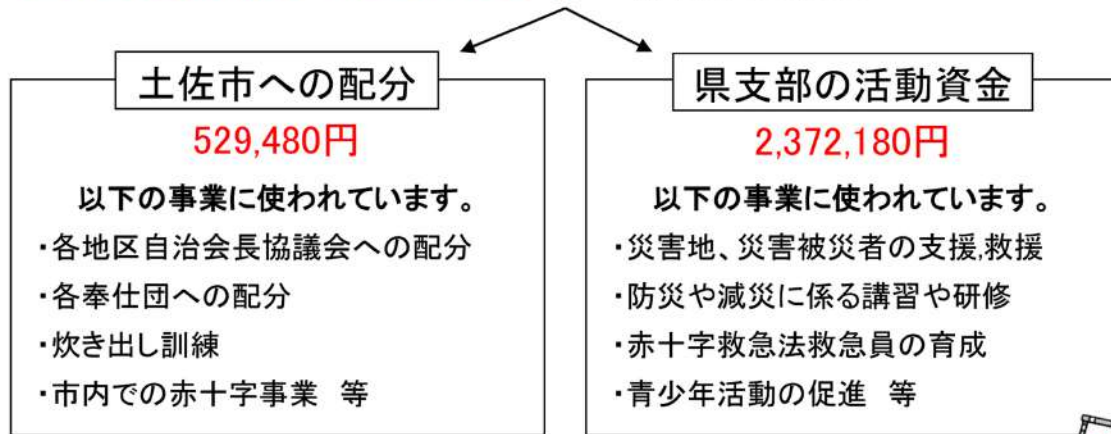 土佐市への配分
529,480円
以下の事業に使われています。
・各地区自治会長協議会への配分
・各奉仕団への配分
・炊き出し訓練
・市内での赤十字事業　等
県支部の活動資金
2,372,180円
以下の事業に使われています。
・災害地、災害被災者の支援,救援
・防災や減災に係る講習や研修
・赤十字救急法救急員の育成
・青少年活動の促進　等